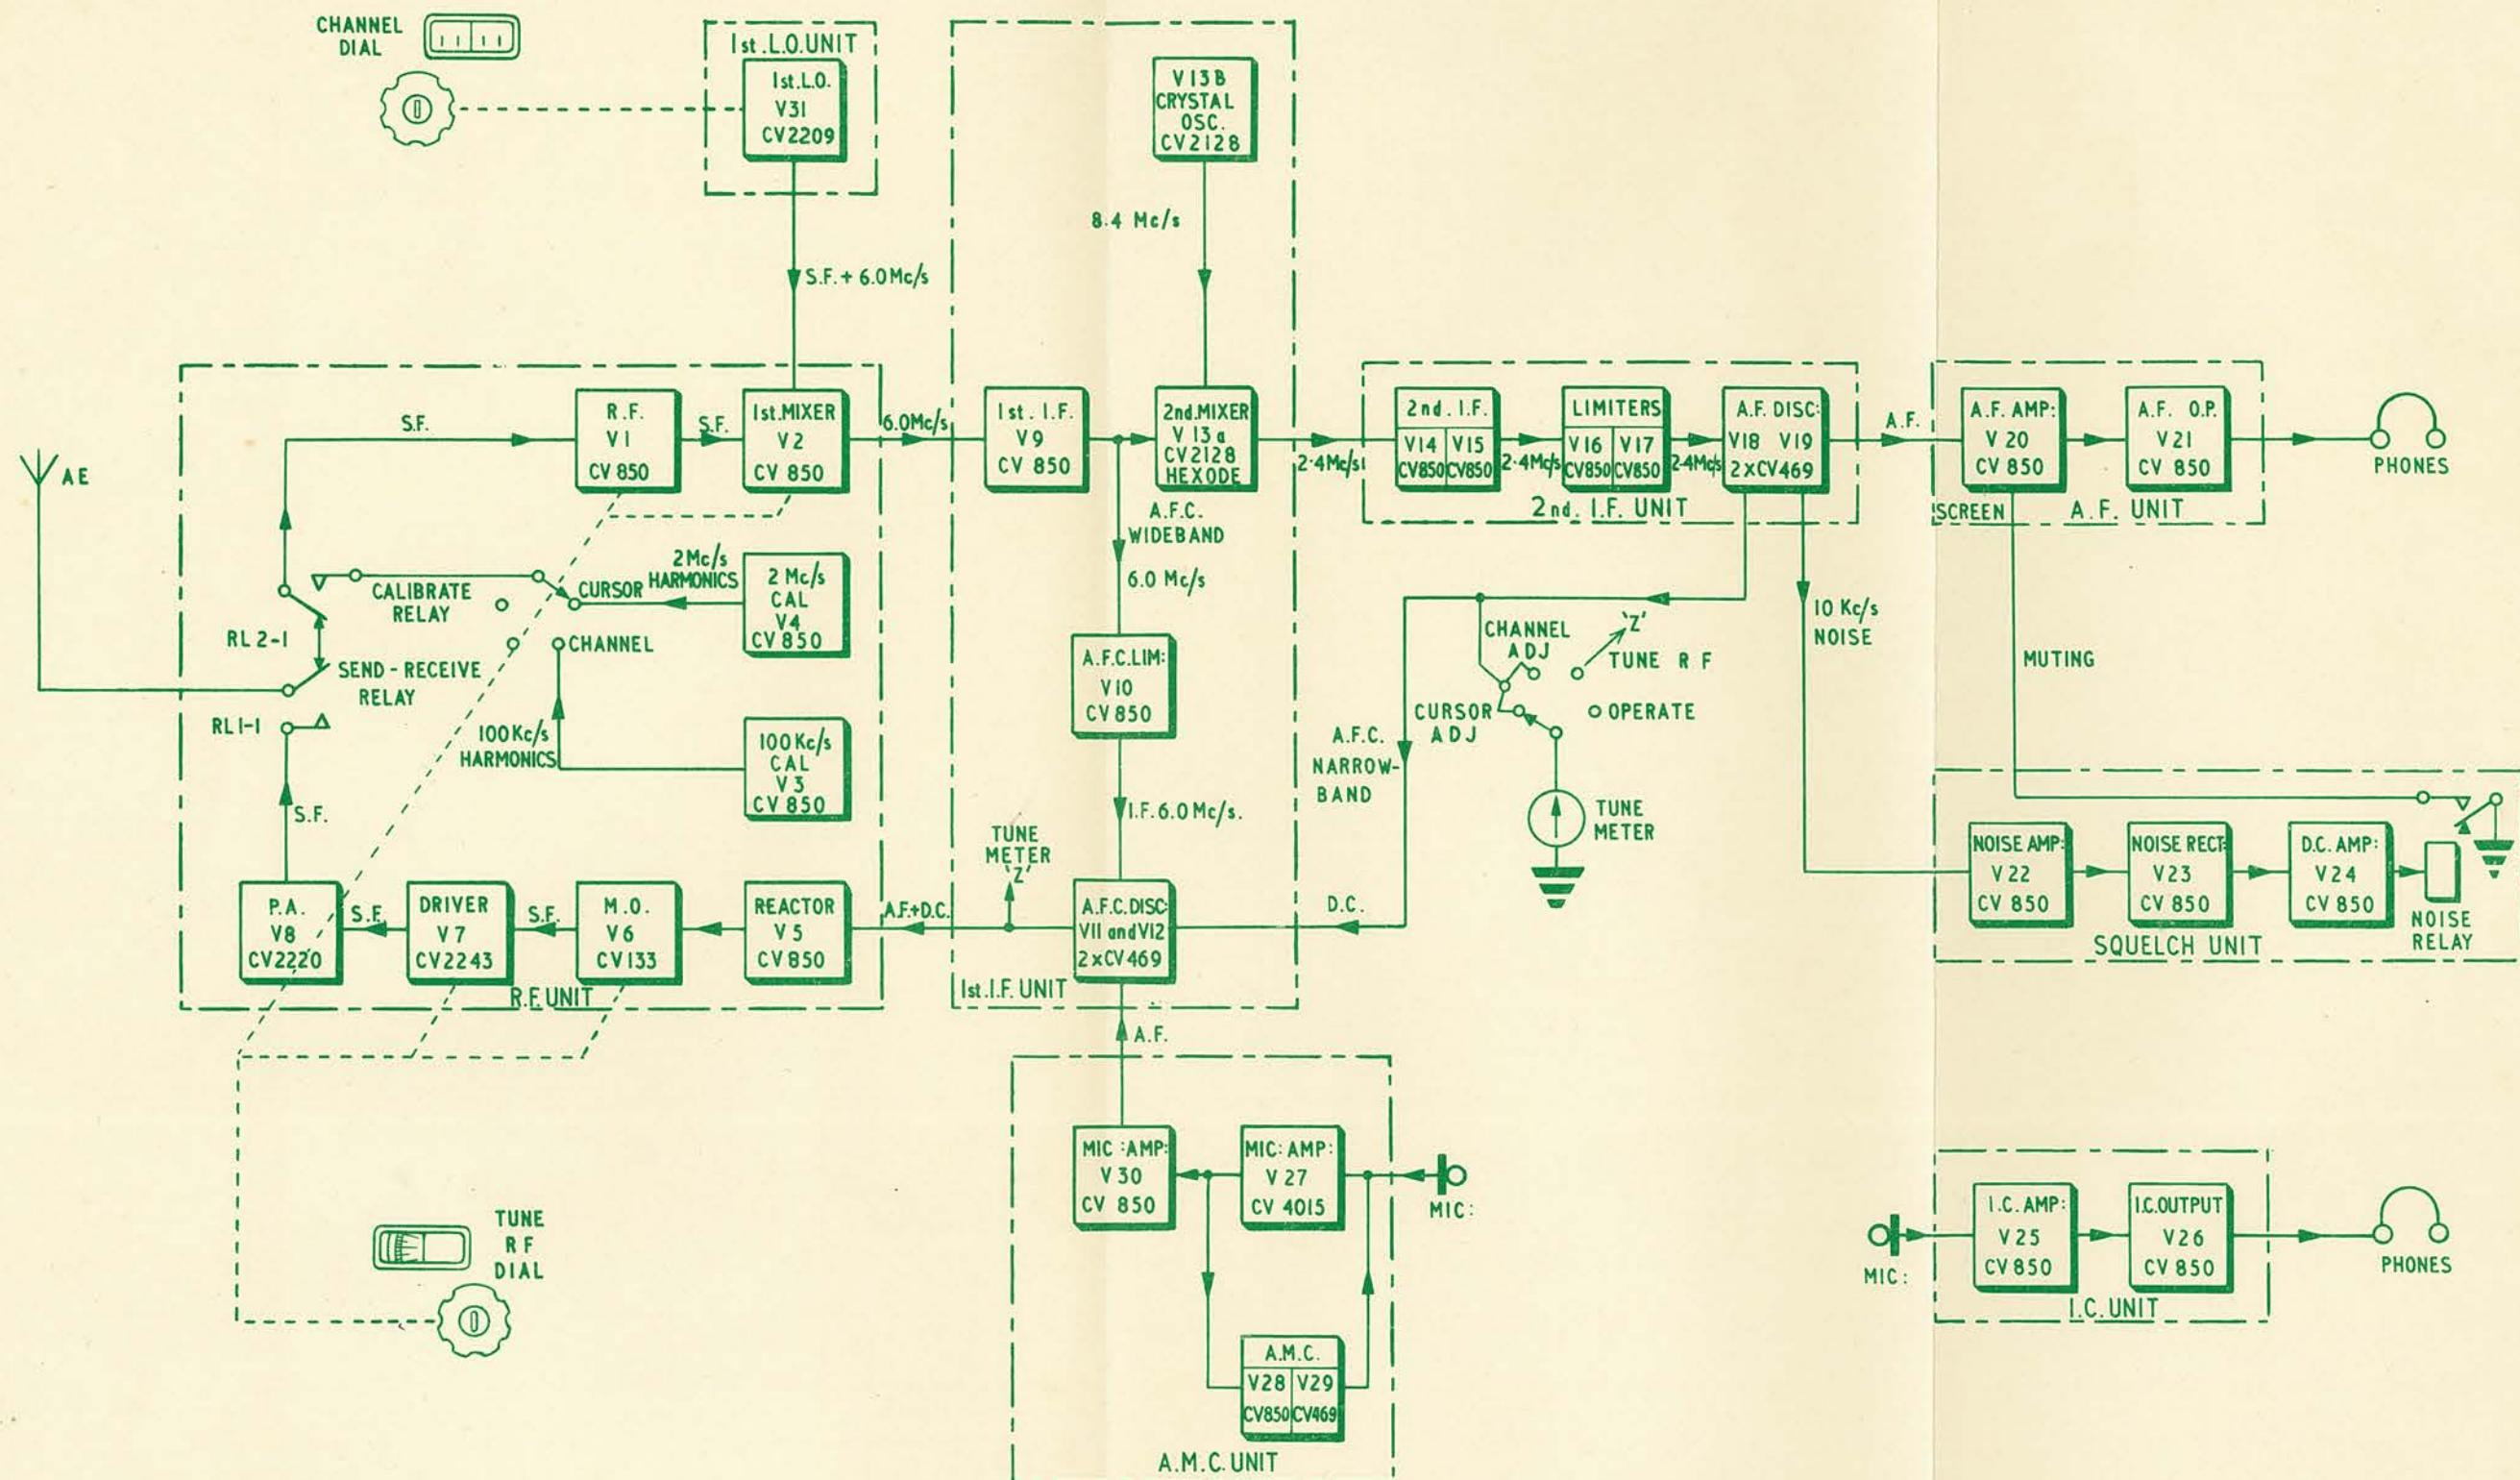 CHANNEL
DIAL
1st.L.O.UNIT
1st.L.O.
V31
CV2209
S.F.+ 6.0Mc/s
V13B
CRYSTAL
OSC.
CV2128
8.4 Mc/s
AE
S.F.
R.F.
V1
CV 850
S.F.
1st.MIXER
V2
CV 850
6.0Mc/s
1st. I.F.
V9
CV 850
2nd.MIXER
V 13a
CV2128
HEXODE
2.4Mc/s
A.F.C.
WIDEBAND
6.0 Mc/s
2nd. I.F.
V14 V15
CV850 CV850
2.4Mc/s
LIMITERS
V16 V17
CV850 CV850
2.4Mc/s
A.F. DISC:
V18 V19
2xCV469
2nd. I.F. UNIT
A.F.
A.F. AMP:
V 20
CV 850
A.F. O.P.
V21
CV 850
SCREEN
A.F. UNIT
PHONES
CALIBRATE
RELAY
CURSOR
2Mc/s
HARMONICS
2 Mc/s
CAL
V4
CV 850
RL 2-1
CHANNEL
SEND-RECEIVE
RELAY
RL1-1
100Kc/s
HARMONICS
100Kc/s
CAL
V3
CV 850
S.F.
A.F.C.LIM:
V10
CV 850
I.F.6.0Mc/s.
CHANNEL
ADJ
'Z'
TUNE R F
CURSOR
ADJ
OPERATE
A.F.C.
NARROW-
BAND
TUNE
METER
10 Kc/s
NOISE
MUTING
P.A.
V8
CV2220
S.F.
DRIVER
V7
CV2243
S.F.
M.O.
V6
CV133
REACTOR
V5
CV850
R.F.UNIT
A.F.+D.C.
TUNE
METER
'Z'
A.F.C.DISC:
V11 and V12
2xCV469
D.C.
1st.I.F. UNIT
NOISE AMP:
V22
CV 850
NOISE RECT:
V23
CV 850
D.C. AMP:
V24
CV 850
NOISE
RELAY
SQUELCH UNIT
A.F.
MIC :AMP:
V30
CV 850
MIC: AMP:
V 27
CV 4015
MIC:
A.M.C.
V28 V29
CV850 CV469
A.M.C.UNIT
TUNE
R F
DIAL
MIC:
I.C. AMP:
V25
CV 850
I.C.OUTPUT
V26
CV 850
I.C.UNIT
PHONES